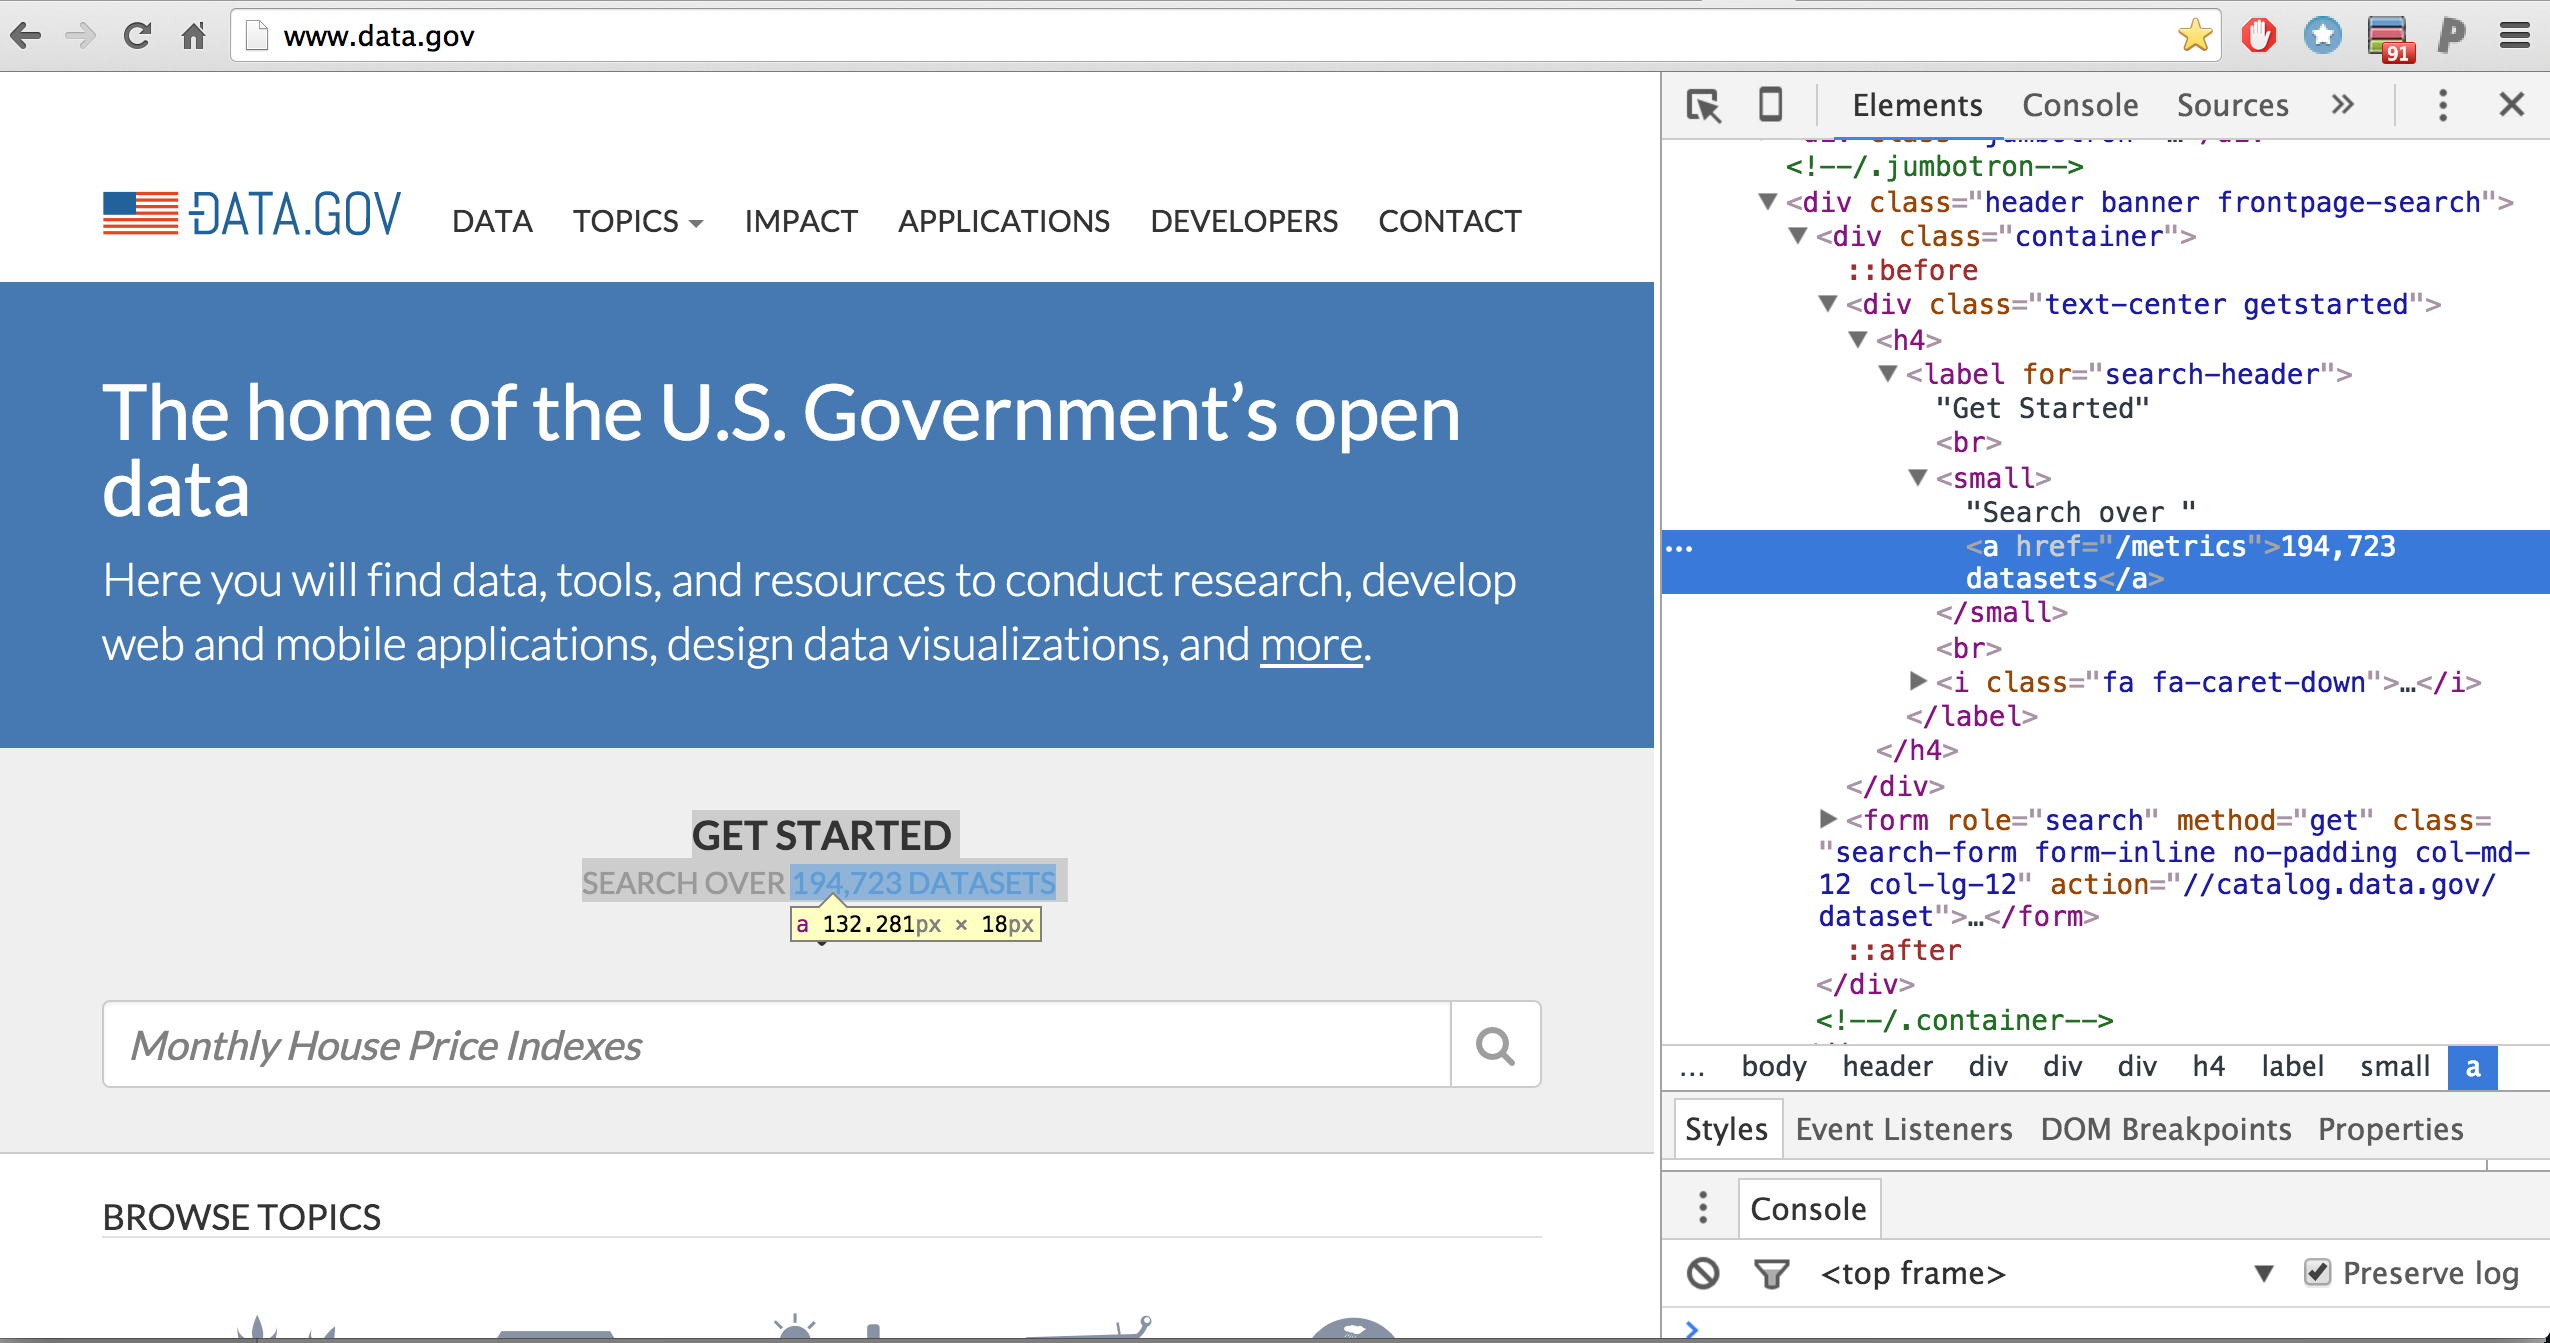 www.data.gov
91
DATA.GOV
DATA
TOPICS
IMPACT
APPLICATIONS
DEVELOPERS
CONTACT
The home of the U.S. Government’s open
data
Here you will find data, tools, and resources to conduct research, develop
web and mobile applications, design data visualizations, and more.
GET STARTED
SEARCH OVER 194,723 DATASETS
a 132.281px × 18px
Monthly House Price Indexes
BROWSE TOPICS
Elements
Console
Sources
<!--/.jumbotron-->
<div class="header banner frontpage-search">
<div class="container">
::before
<div class="text-center getstarted">
<h4>
<label for="search-header">
"Get Started"
<br>
<small>
"Search over "
<a href="/metrics">194,723
datasets</a>
</small>
<br>
<i class="fa fa-caret-down">…</i>
</label>
</h4>
</div>
<form role="search" method="get" class=
"search-form form-inline no-padding col-md-
12 col-lg-12" action="//catalog.data.gov/
dataset">…</form>
::after
</div>
<!--/.container-->
... body header div div div h4 label small a
Styles
Event Listeners
DOM Breakpoints
Properties
Console
<top frame>
Preserve log